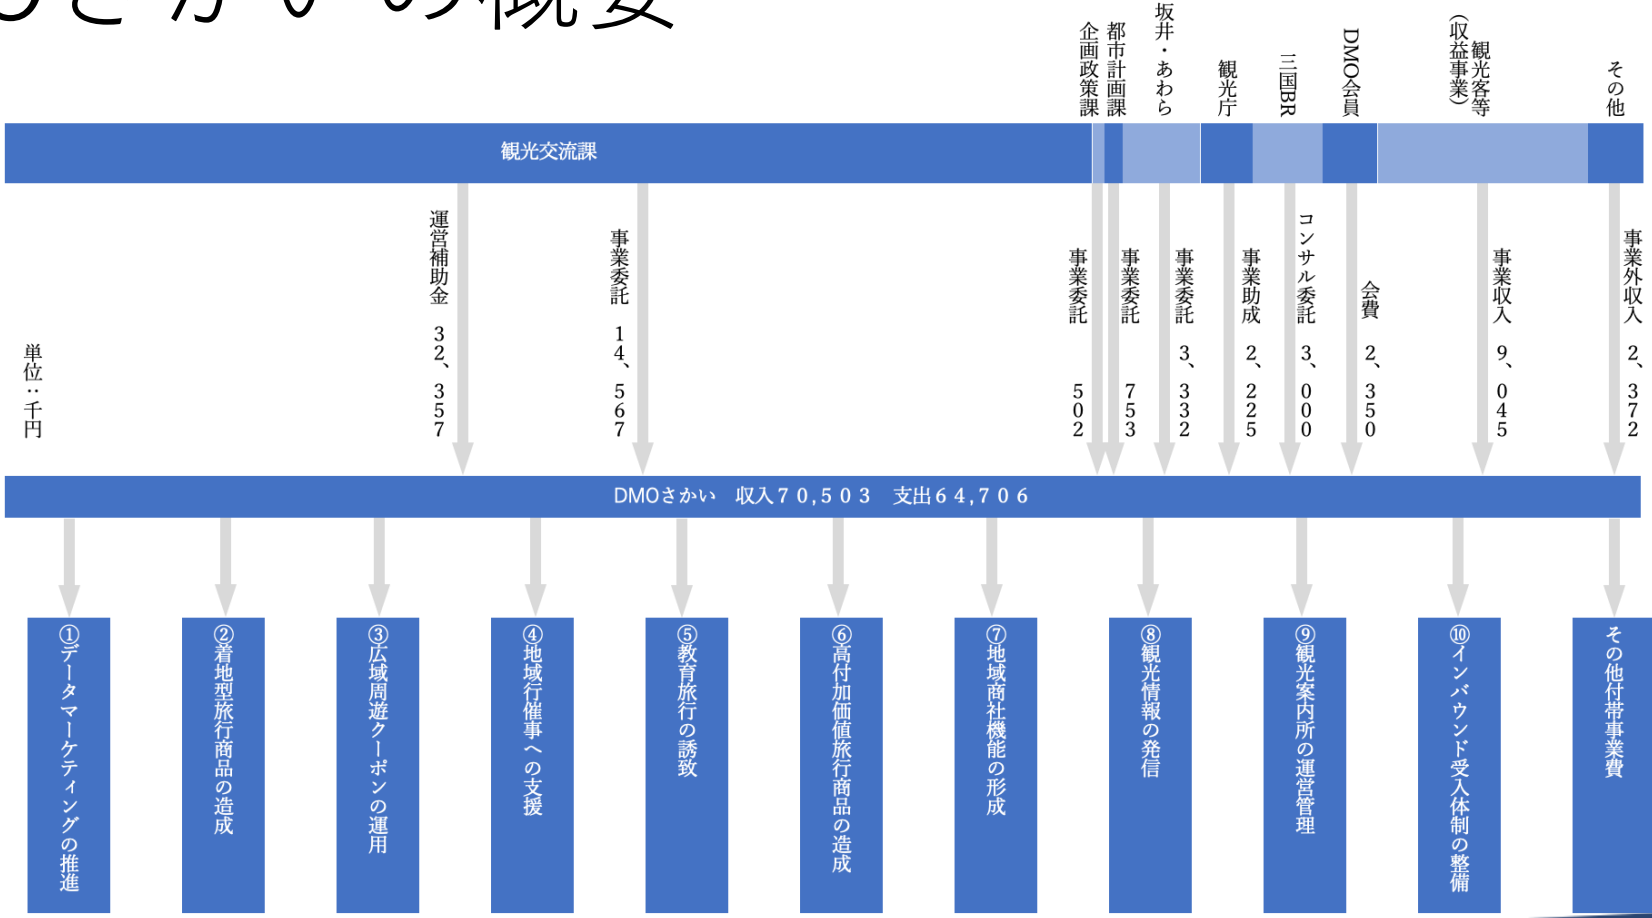 さかいの概要
企画政策課
都市計画課
坂井・あわら
観光庁
三国BR
DMO会員
観光客等
(収益事業)
その他
観光交流課
単位：千円
運営補助金 ３２、３５７
事業委託 １４、５６７
事業委託 ５０２
事業委託 ７５３
事業委託 ３、３３２
事業助成 ２、２２５
コンサル委託 ３、０００
会費 ２、３５０
事業収入 ９、０４５
事業外収入 ２、３７２
DMOさかい　収入７０,５０３　支出６４,７０６
①データマーケティングの推進
②着地型旅行商品の造成
③広域周遊クーポンの運用
④地域行催事への支援
⑤教育旅行の誘致
⑥高付加価値旅行商品の造成
⑦地域商社機能の形成
⑧観光情報の発信
⑨観光案内所の運営管理
⑩インバウンド受入体制の整備
その他付帯事業費